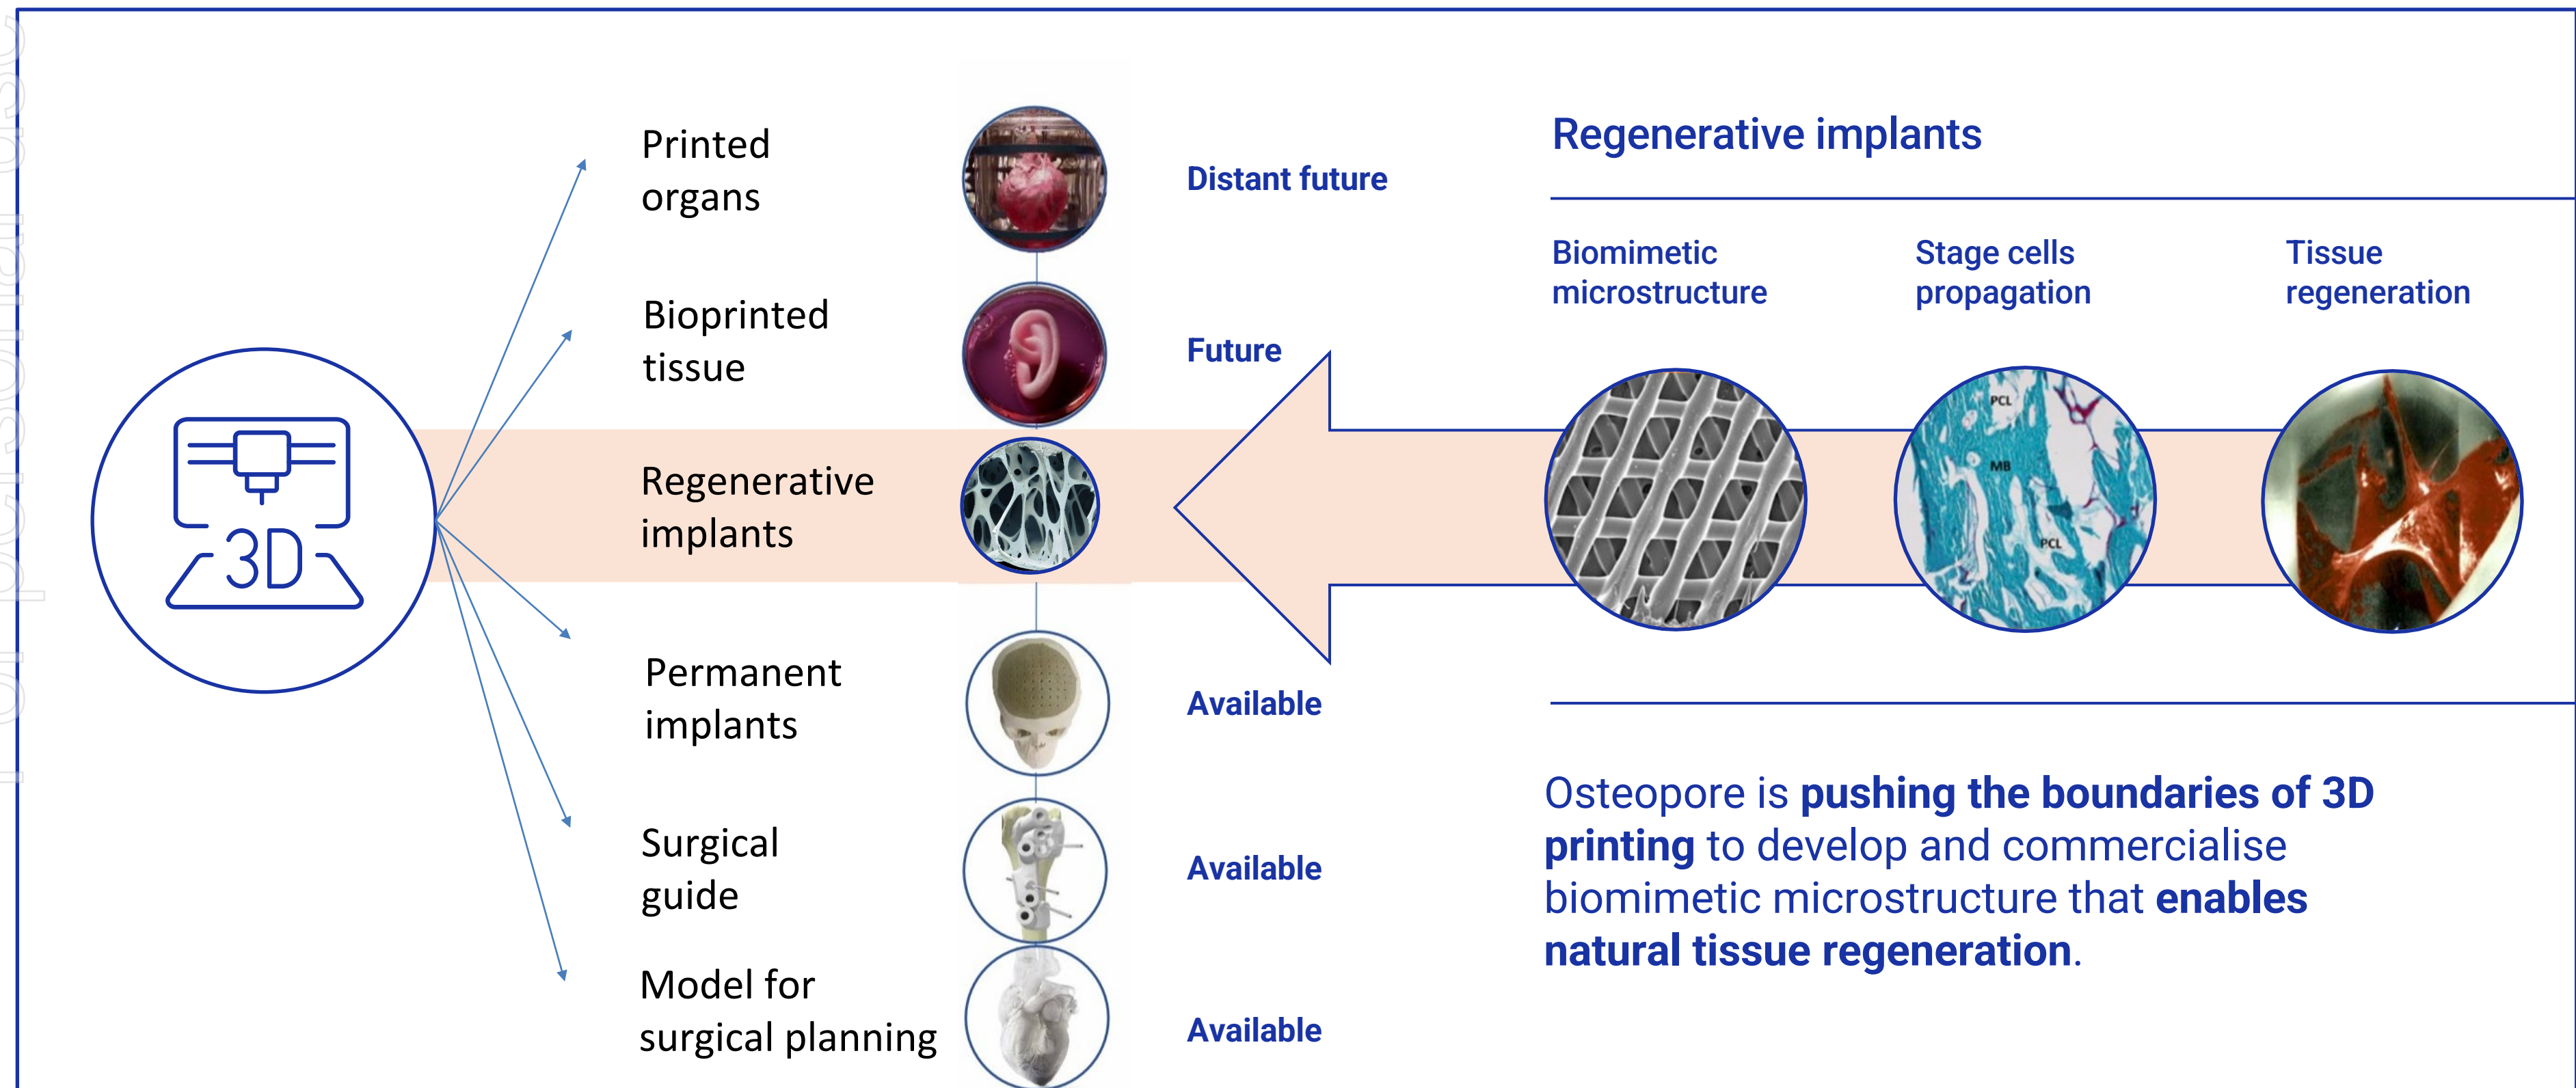 Printed
organs
Distant future
Bioprinted
tissue
Future
Regenerative
implants
Permanent
implants
Available
Surgical
guide
Available
Model for
surgical planning
Available
3D
Regenerative implants
Biomimetic
microstructure
Stage cells
propagation
Tissue
regeneration
PCL
MB
PCL
Osteopore is pushing the boundaries of 3D
printing to develop and commercialise
biomimetic microstructure that enables
natural tissue regeneration.